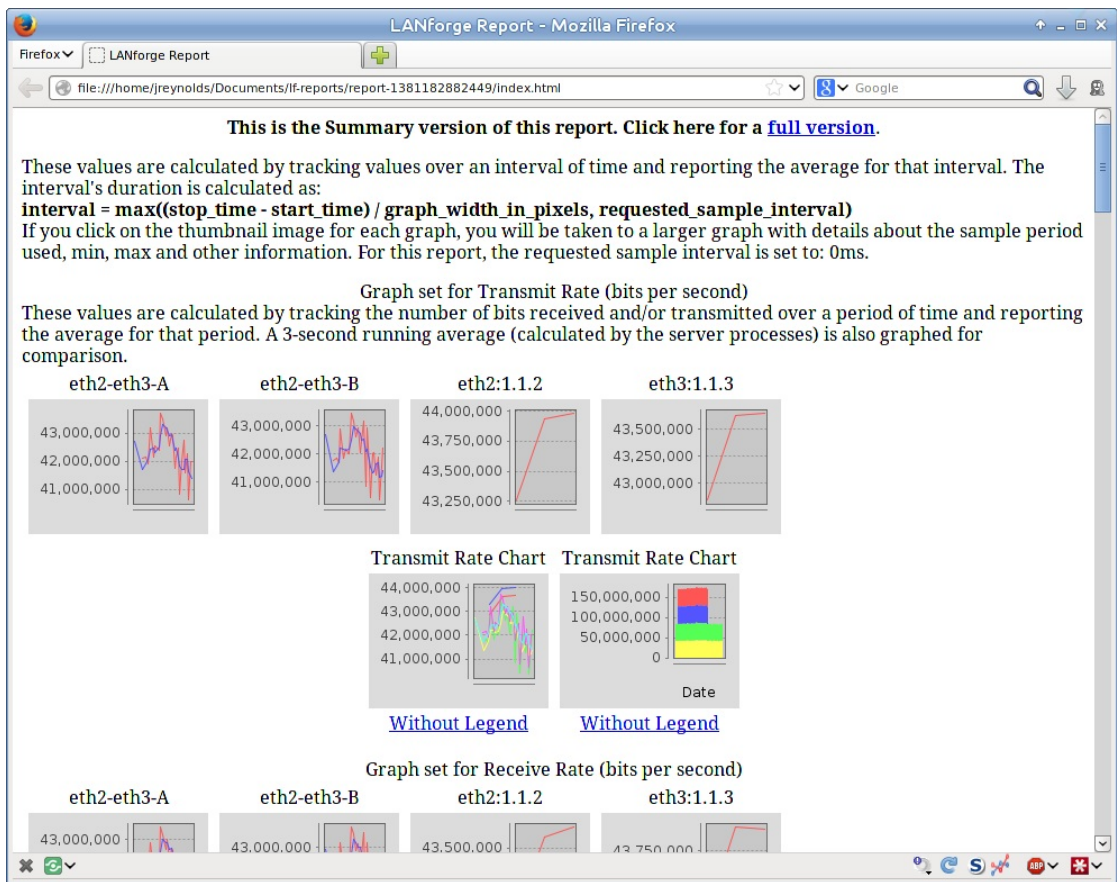 LANforge Report - Mozilla Firefox
Firefox
LANforge Report
file:///home/jreynolds/Documents/lf-reports/report-1381182882449/index.html
Google
This is the Summary version of this report. Click here for a full version.
These values are calculated by tracking values over an interval of time and reporting the average for that interval. The
interval's duration is calculated as:
interval = max((stop_time - start_time) / graph_width_in_pixels, requested_sample_interval)
If you click on the thumbnail image for each graph, you will be taken to a larger graph with details about the sample period
used, min, max and other information. For this report, the requested sample interval is set to: 0ms.
Graph set for Transmit Rate (bits per second)
These values are calculated by tracking the number of bits received and/or transmitted over a period of time and reporting
the average for that period. A 3-second running average (calculated by the server processes) is also graphed for
comparison.
eth2-eth3-A eth2-eth3-B eth2:1.1.2 eth3:1.1.3
43,000,000
42,000,000
41,000,000
43,000,000
42,000,000
41,000,000
44,000,000
43,750,000
43,500,000
43,250,000
43,500,000
43,250,000
43,000,000
Transmit Rate Chart Transmit Rate Chart
44,000,000
43,000,000
42,000,000
41,000,000
150,000,000
100,000,000
50,000,000
0
Date
Without Legend Without Legend
Graph set for Receive Rate (bits per second)
eth2-eth3-A eth2-eth3-B eth2:1.1.2 eth3:1.1.3
43,000,000
43,000,000
43,500,000
43,750,000
S
ABP